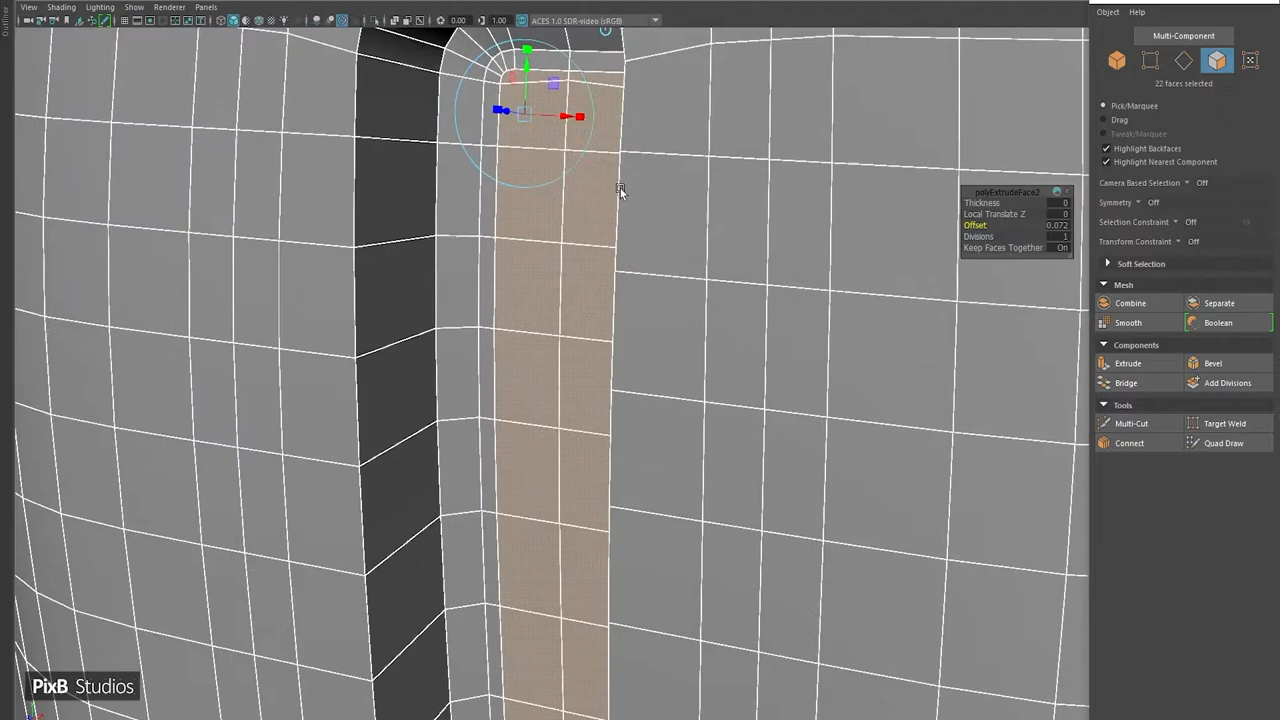 View Shading Lighting Show Renderer Panels
0.00 1.00 ACES 1.0 SDR-video (sRGB)
Outliner
Object Help
Multi-Component
22 faces selected
Pick/Marquee
Drag
Tweak/Marquee
Highlight Backfaces
Highlight Nearest Component
Camera Based Selection Off
Symmetry Off
Selection Constraint Off
Transform Constraint Off
Soft Selection
Mesh
Combine Separate
Smooth Boolean
Components
Extrude Bevel
Bridge Add Divisions
Tools
Multi-Cut Target Weld
Connect Quad Draw
polyExtrudeFace2
Thickness 0
Local Translate Z 0
Offset 0.072
Divisions 1
Keep Faces Together On
PixB Studios